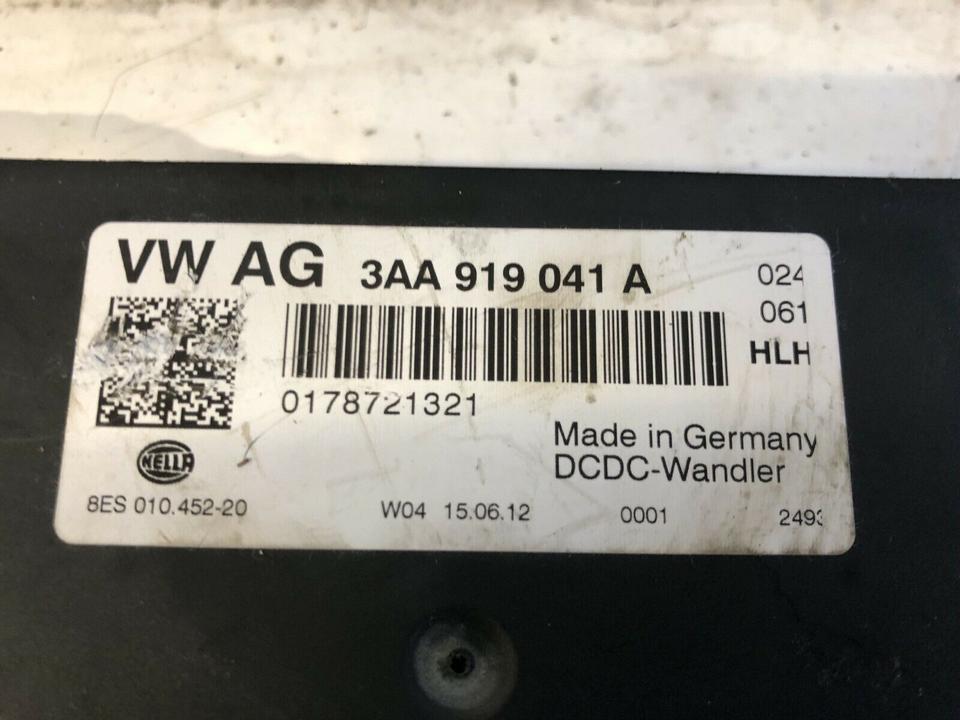 VW AG 3AA 919 041 A 024
061
HLH
0178721321
Made in Germany
DCDC-Wandler
HELLA
8ES 010.452-20 W04 15.06.12 0001 2493